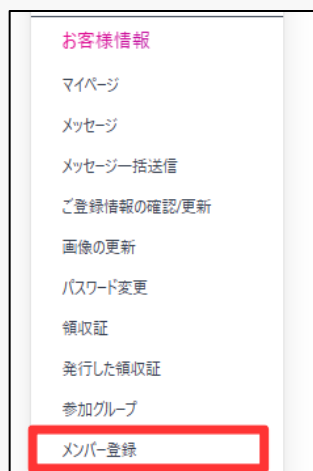 お客様情報
マイページ
メッセージ
メッセージ一括送信
ご登録情報の確認/更新
画像の更新
パスワード変更
領収証
発行した領収証
参加グループ
メンバー登録